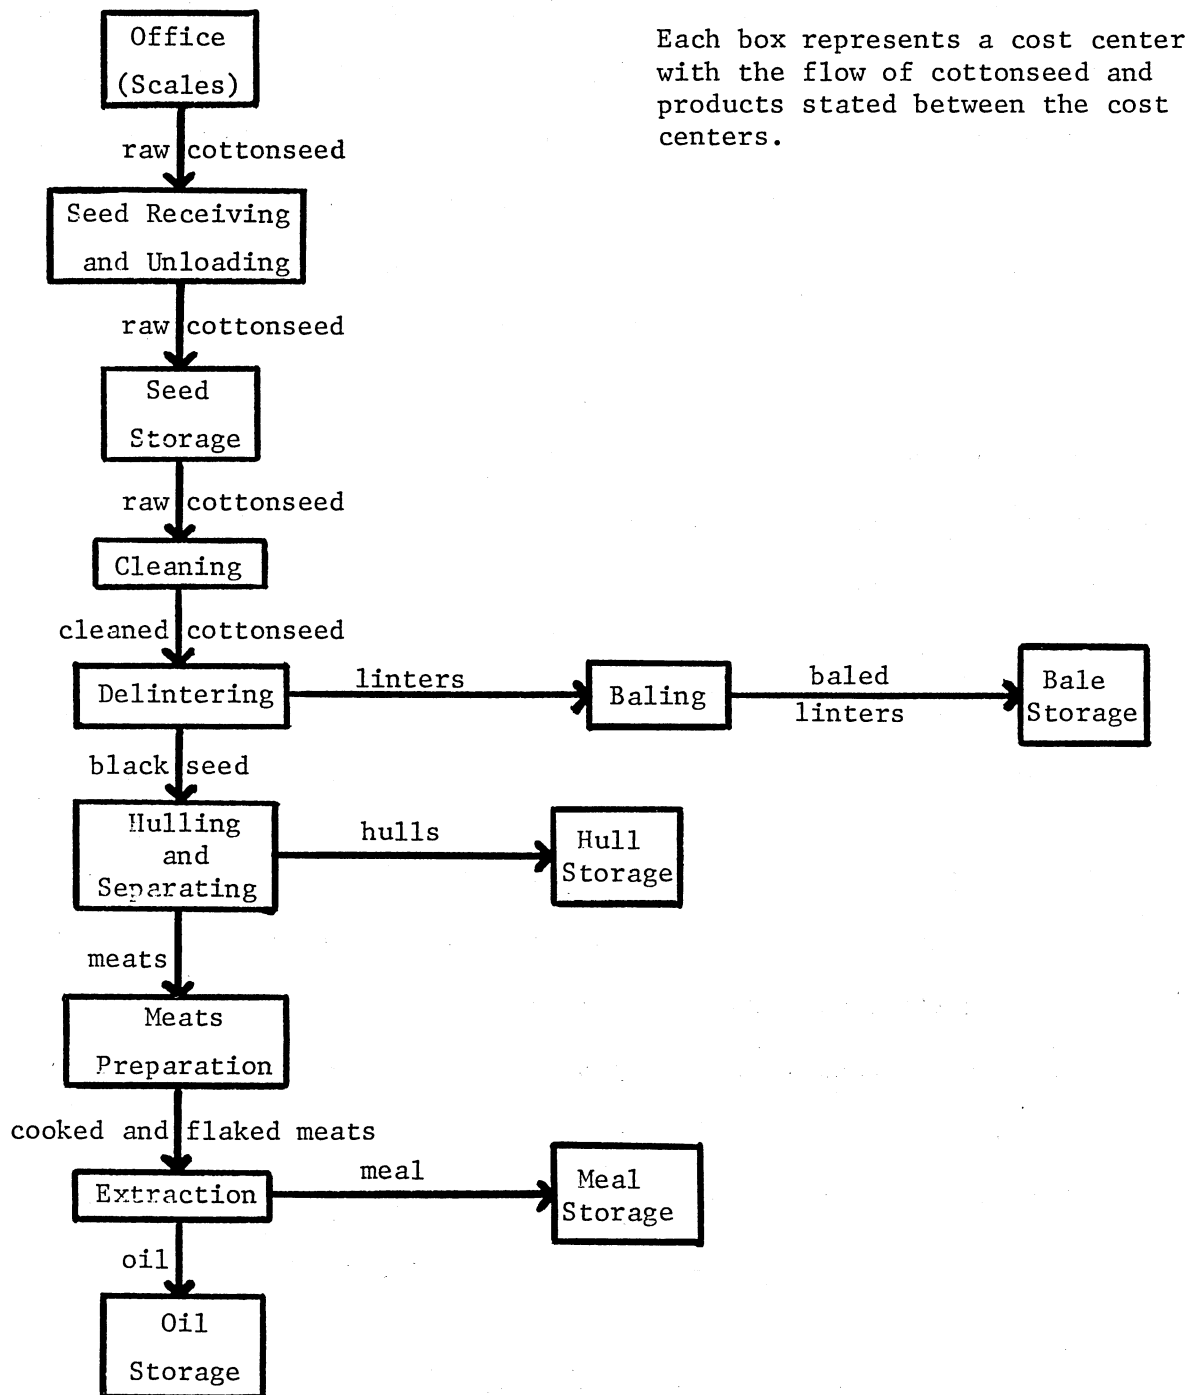 Office
(Scales)
Each box represents a cost center
with the flow of cottonseed and
products stated between the cost
centers.
raw cottonseed
Seed Receiving
and Unloading
raw cottonseed
Seed
Storage
raw cottonseed
Cleaning
cleaned cottonseed
Delintering
linters
Baling
baled
linters
Bale
Storage
black seed
Hulling
and
Separating
hulls
Hull
Storage
meats
Meats
Preparation
cooked and flaked meats
Extraction
meal
Meal
Storage
oil
Oil
Storage